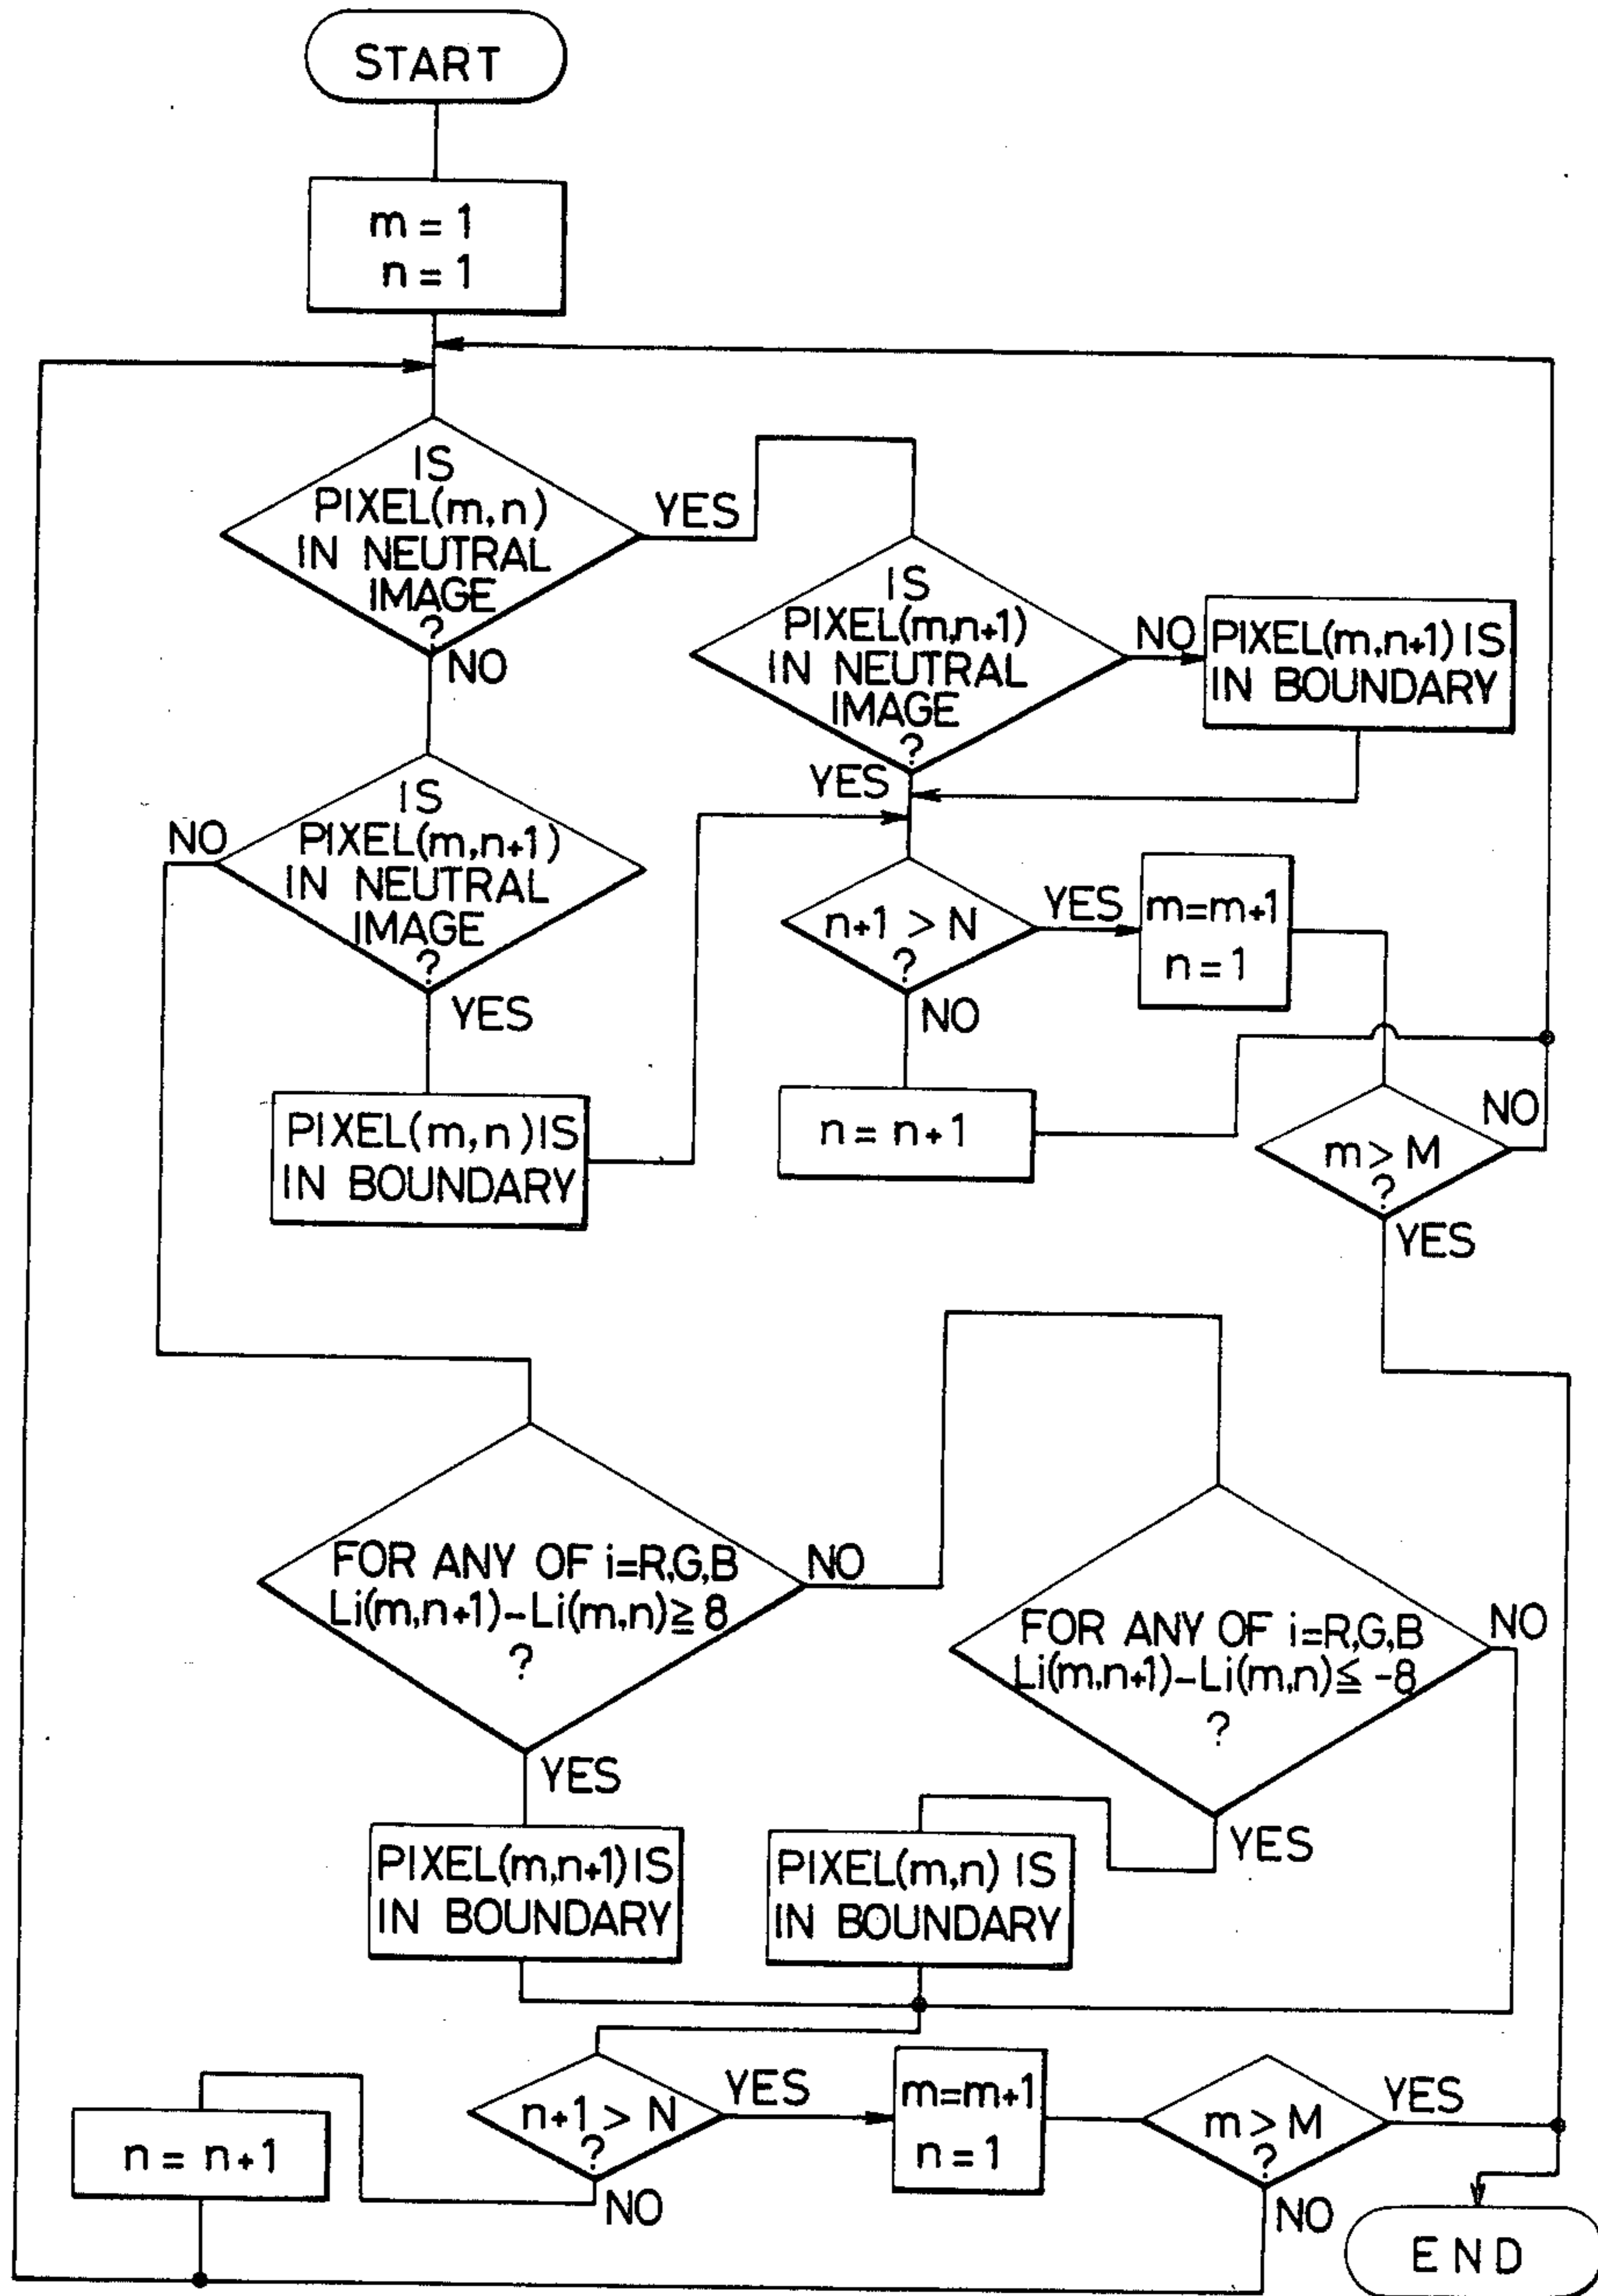 START
m = 1
n = 1
IS
PIXEL(m,n)
IN NEUTRAL
IMAGE
?
YES
NO
IS
PIXEL(m,n+1)
IN NEUTRAL
IMAGE
?
NO
YES
PIXEL(m,n+1) IS
IN BOUNDARY
IS
PIXEL(m,n+1)
IN NEUTRAL
IMAGE
?
NO
YES
n+1 > N
?
YES
NO
m=m+1
n = 1
PIXEL(m,n) IS
IN BOUNDARY
n = n+1
m > M
?
NO
YES
FOR ANY OF i=R,G,B
Li(m,n+1)-Li(m,n) ≧ 8
?
NO
YES
FOR ANY OF i=R,G,B
Li(m,n+1)-Li(m,n) ≦ -8
?
NO
YES
PIXEL(m,n+1) IS
IN BOUNDARY
PIXEL(m,n) IS
IN BOUNDARY
n+1 > N
?
YES
NO
m=m+1
n = 1
m > M
?
YES
NO
n = n+1
END